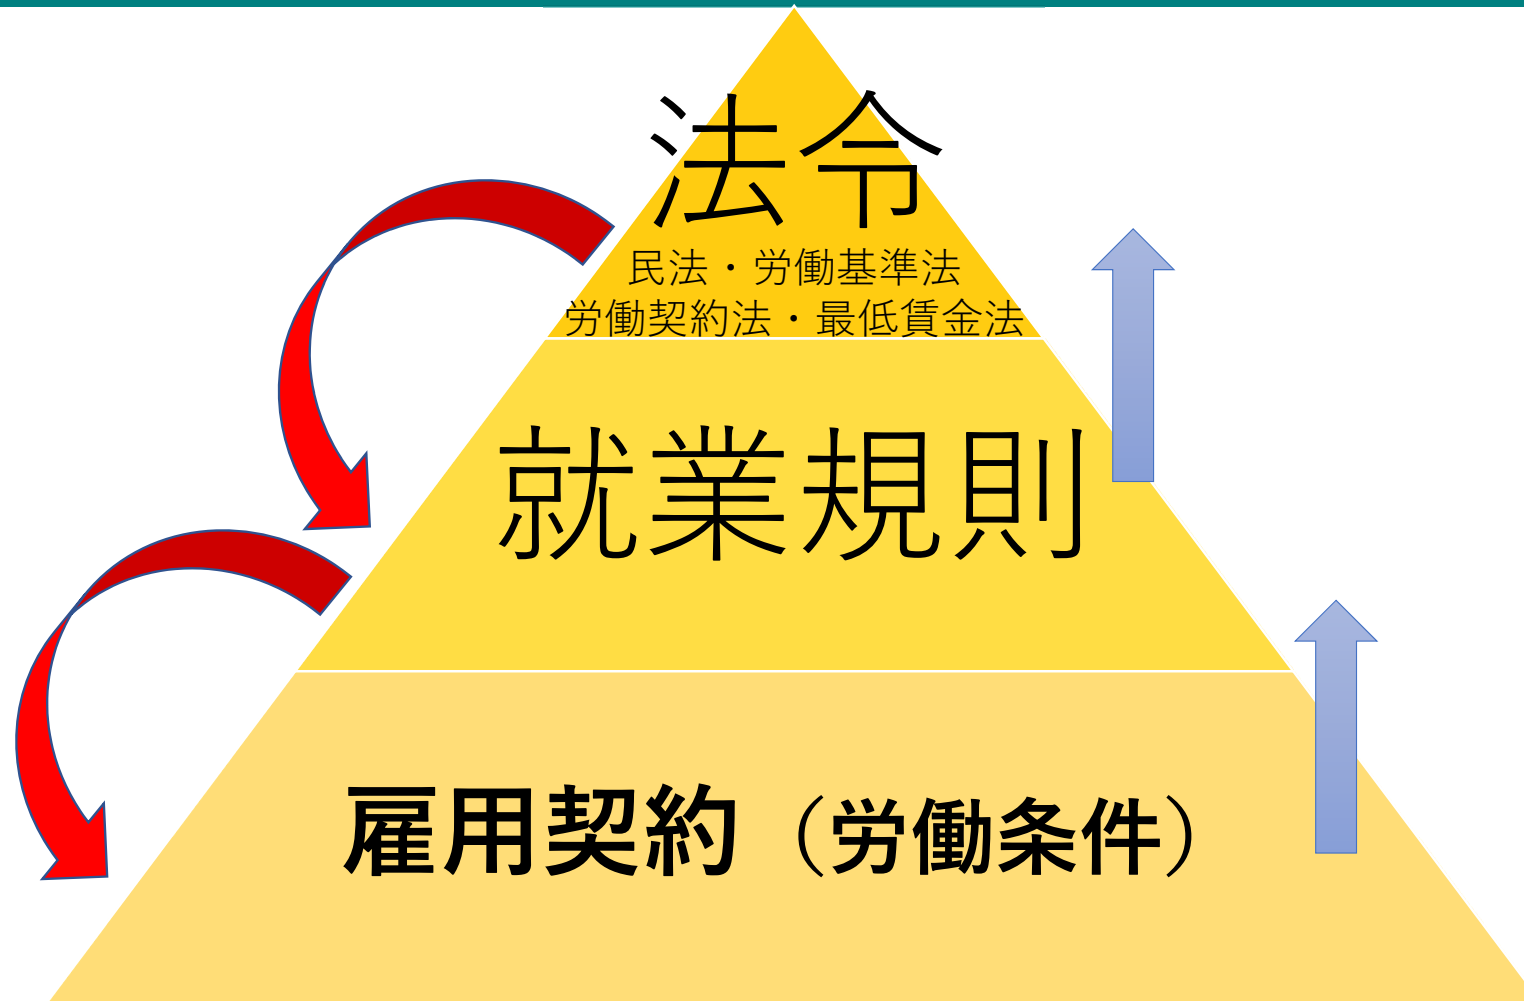 法令
民法・労働基準法
労働契約法・最低賃金法
就業規則
雇用契約（労働条件）